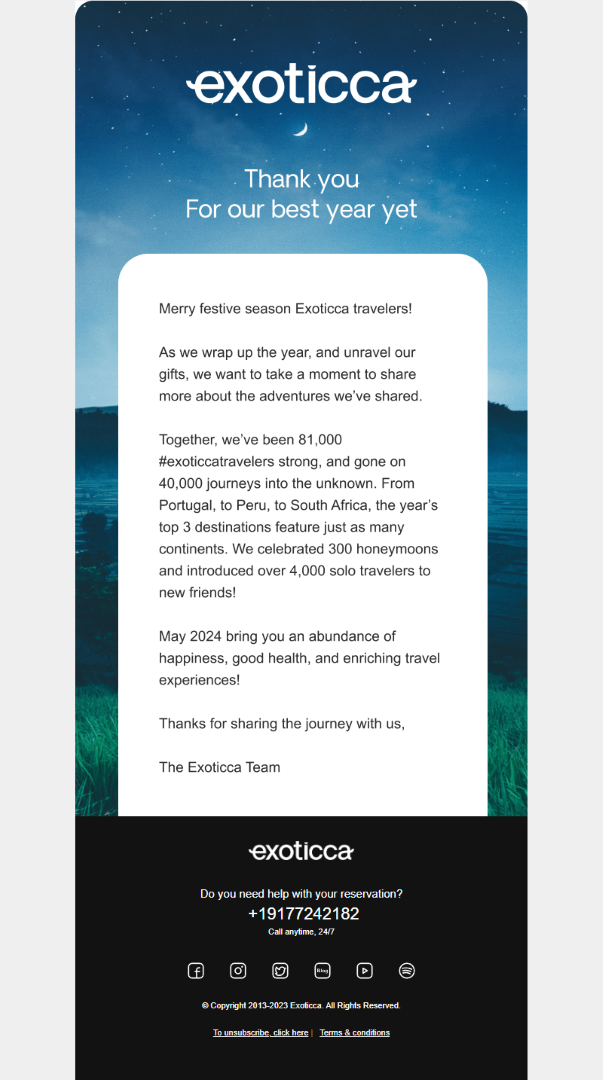 exoticca
Thank you
For our best year yet
Merry festive season Exoticca travelers!
As we wrap up the year, and unravel our
gifts, we want to take a moment to share
more about the adventures we've shared.
Together, we've been 81,000
#exoticcatravelers strong, and gone on
40,000 journeys into the unknown. From
Portugal, to Peru, to South Africa, the year's
top 3 destinations feature just as many
continents. We celebrated 300 honeymoons
and introduced over 4,000 solo travelers to
new friends!
May 2024 bring you an abundance of
happiness, good health, and enriching travel
experiences!
Thanks for sharing the journey with us,
The Exoticca Team
exoticca
Do you need help with your reservation?
+19177242182
Call anytime, 24/7
Blog
© Copyright 2013-2023 Exoticca. All Rights Reserved.
To unsubscribe, click here | Terms & conditions